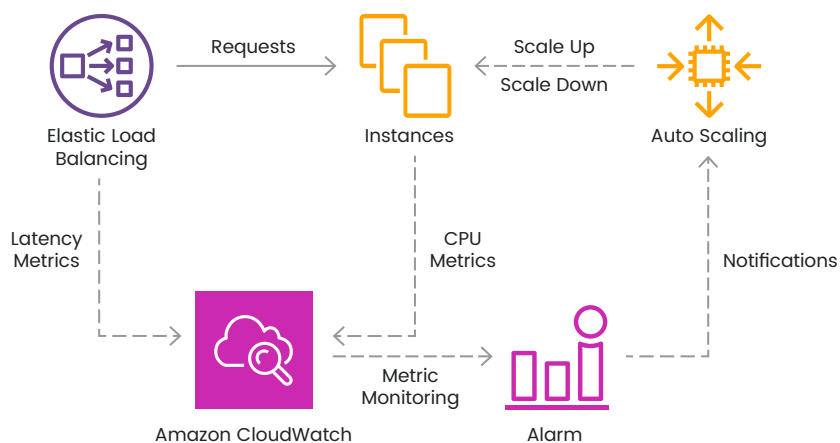 Requests
Scale Up
Scale Down
Elastic Load
Balancing
Instances
Auto Scaling
Latency
Metrics
CPU
Metrics
Notifications
Metric
Monitoring
Amazon CloudWatch
Alarm